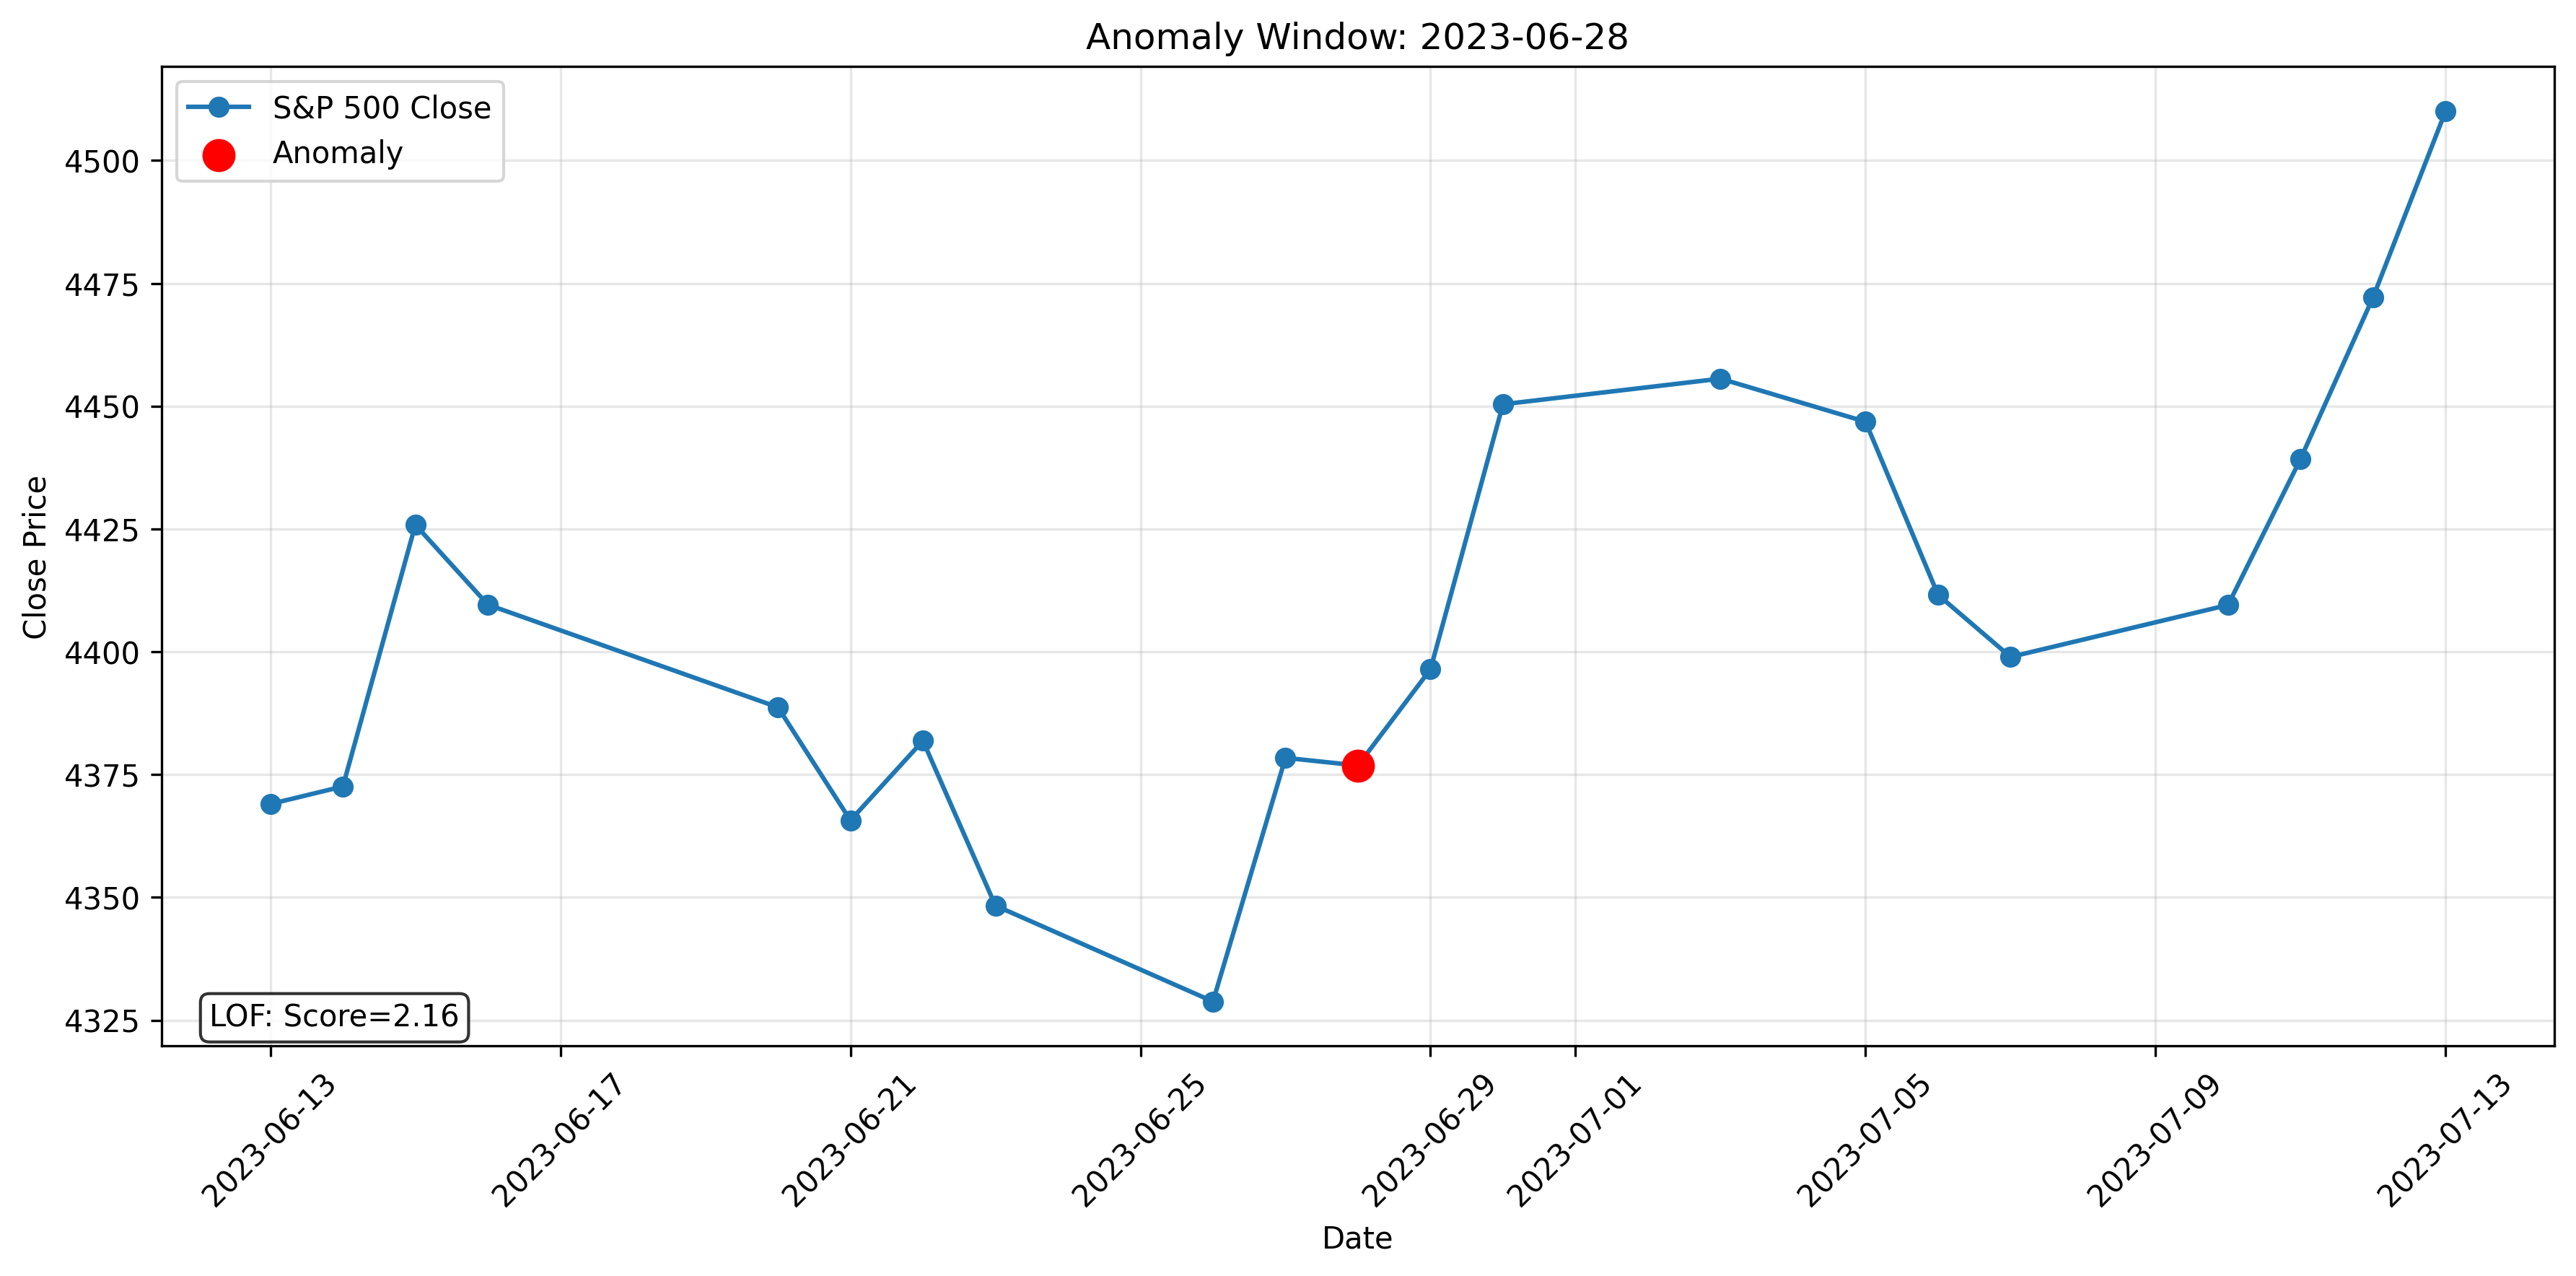 Anomaly Window: 2023-06-28
S&P 500 Close
Anomaly
Close Price
4500
4475
4450
4425
4400
4375
4350
4325
LOF: Score=2.16
2023-06-13
2023-06-17
2023-06-21
2023-06-25
2023-06-29
2023-07-01
2023-07-05
2023-07-09
2023-07-13
Date